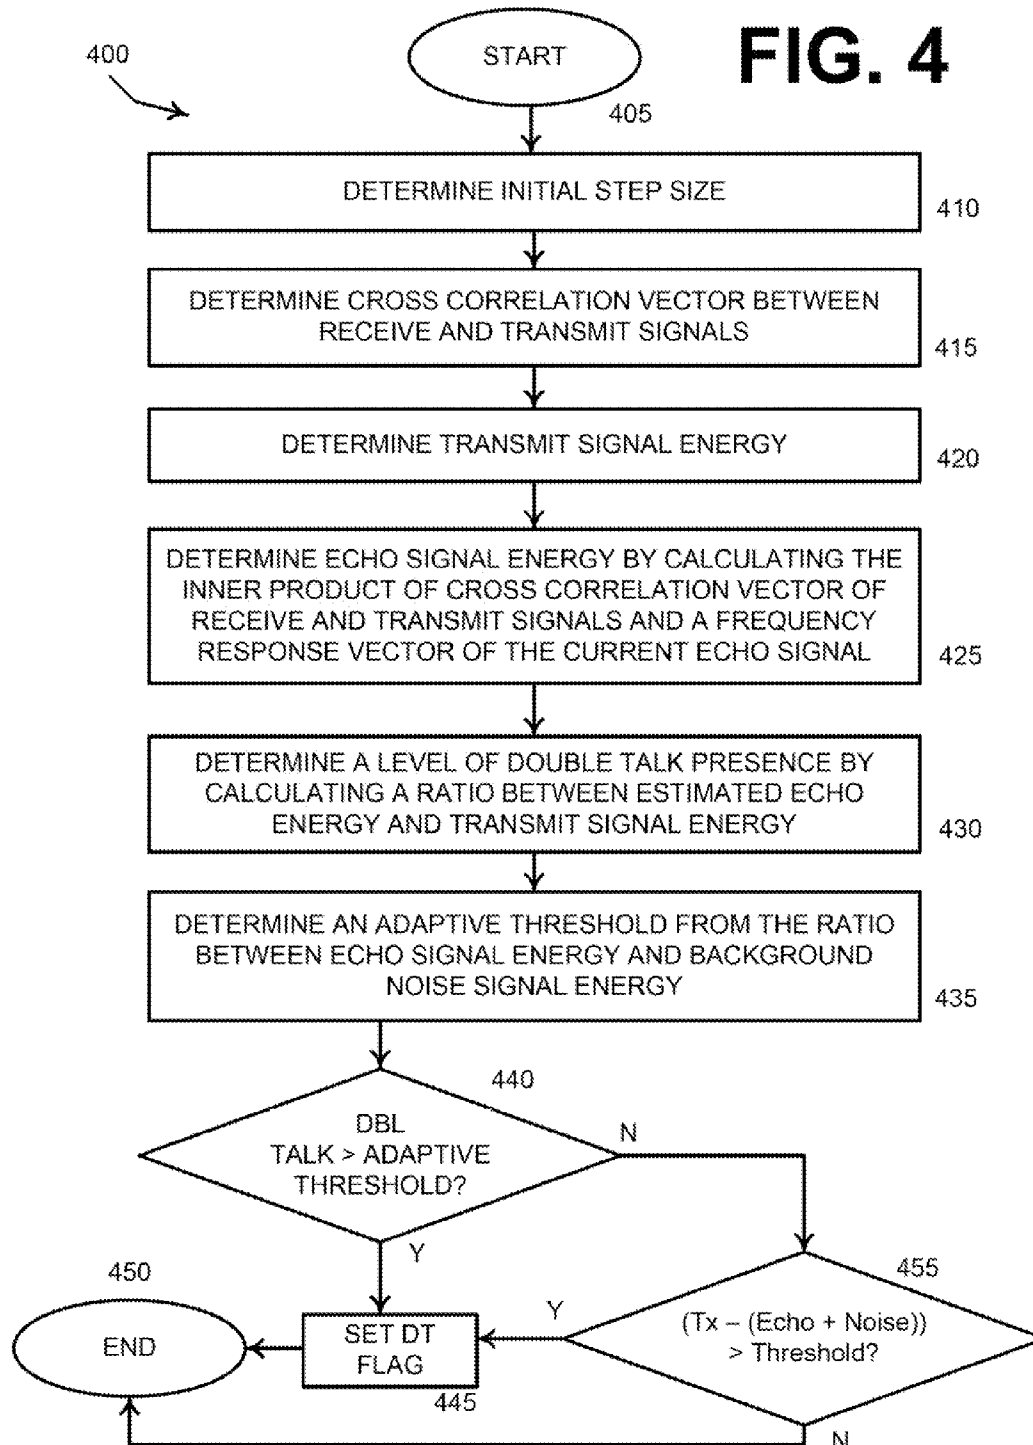 FIG. 4
400
START
405
DETERMINE INITIAL STEP SIZE
410
DETERMINE CROSS CORRELATION VECTOR BETWEEN
RECEIVE AND TRANSMIT SIGNALS
415
DETERMINE TRANSMIT SIGNAL ENERGY
420
DETERMINE ECHO SIGNAL ENERGY BY CALCULATING THE
INNER PRODUCT OF CROSS CORRELATION VECTOR OF
RECEIVE AND TRANSMIT SIGNALS AND A FREQUENCY
RESPONSE VECTOR OF THE CURRENT ECHO SIGNAL
425
DETERMINE A LEVEL OF DOUBLE TALK PRESENCE BY
CALCULATING A RATIO BETWEEN ESTIMATED ECHO
ENERGY AND TRANSMIT SIGNAL ENERGY
430
DETERMINE AN ADAPTIVE THRESHOLD FROM THE RATIO
BETWEEN ECHO SIGNAL ENERGY AND BACKGROUND
NOISE SIGNAL ENERGY
435
440
DBL
TALK > ADAPTIVE
THRESHOLD?
N
Y
455
(Tx – (Echo + Noise))
> Threshold?
Y
N
SET DT
FLAG
445
450
END